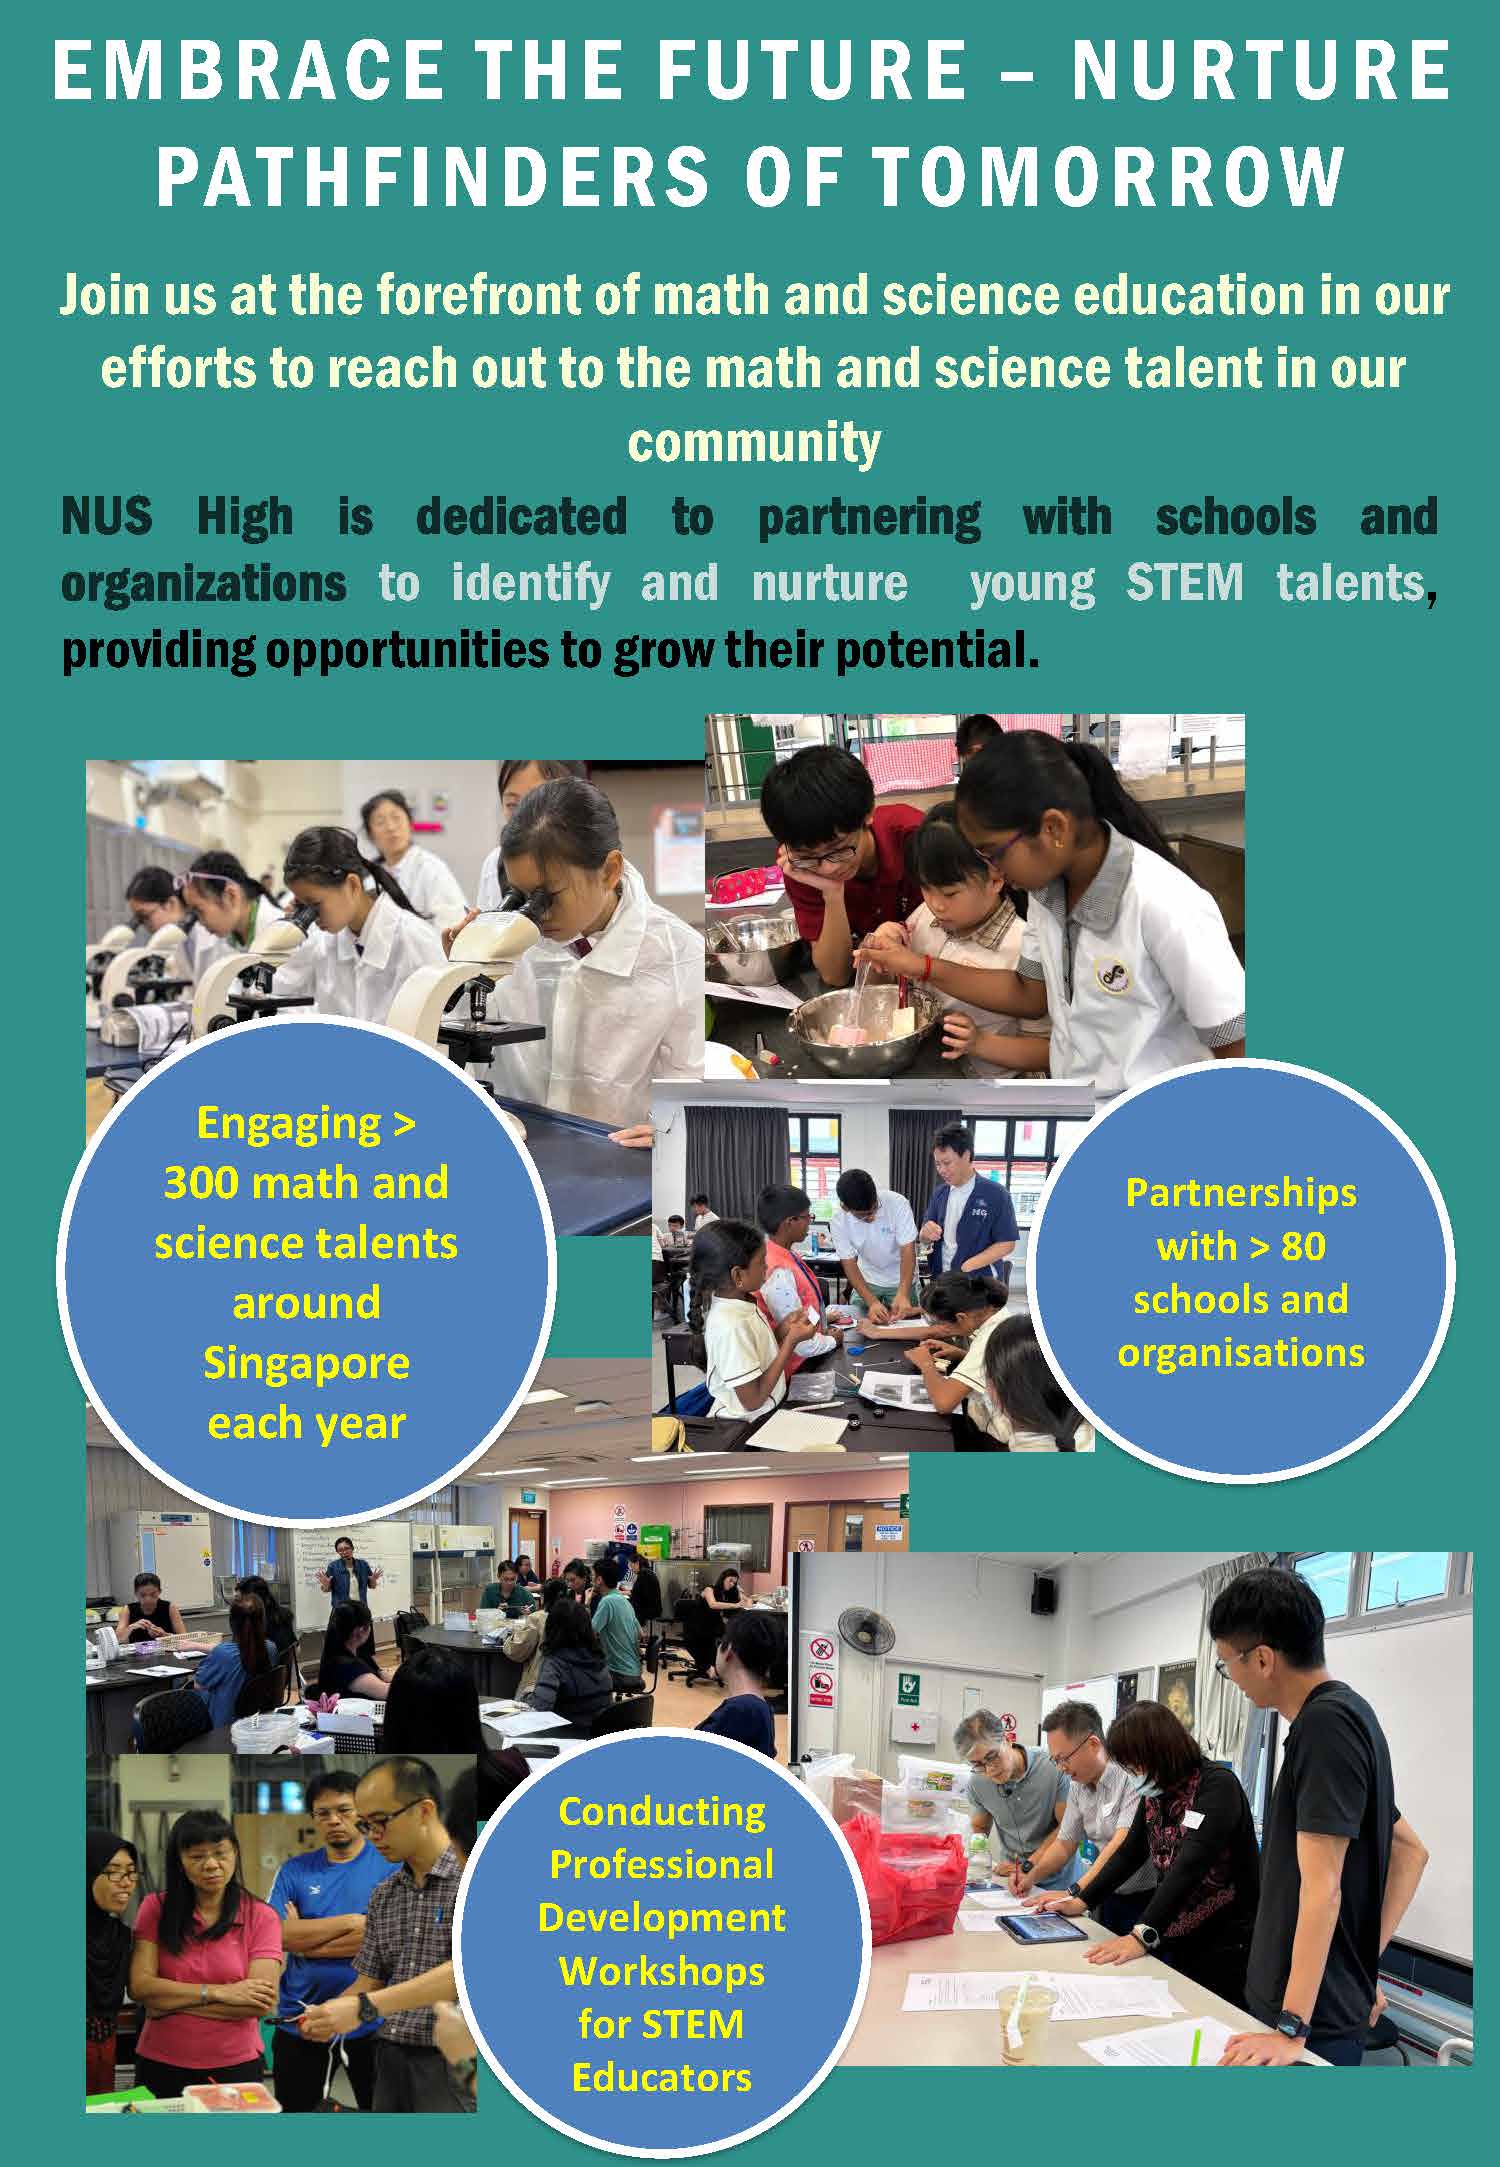 EMBRACE THE FUTURE – NURTURE
PATHFINDERS OF TOMORROW
Join us at the forefront of math and science education in our
efforts to reach out to the math and science talent in our
community
NUS High is dedicated to partnering with schools and
organizations to identify and nurture young STEM talents,
providing opportunities to grow their potential.
Engaging >
300 math and
science talents
around
Singapore
each year
Partnerships
with > 80
schools and
organisations
NOTICE
Conducting
Professional
Development
Workshops
for STEM
Educators